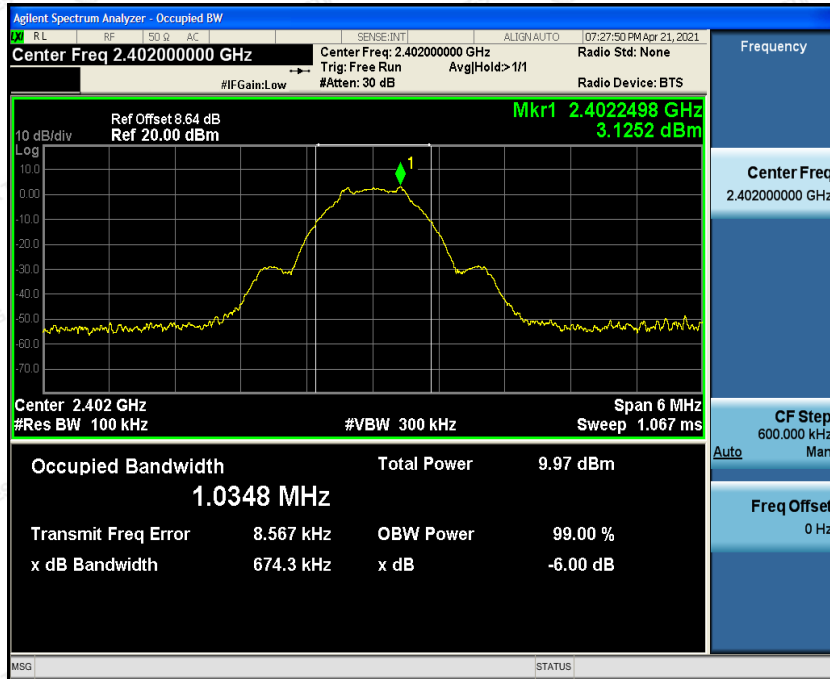 Agilent Spectrum Analyzer - Occupied BW
LXI RL RF 50 Ω AC SENSE:INT ALIGN AUTO 07:27:50 PM Apr 21, 2021
Center Freq 2.402000000 GHz Center Freq: 2.402000000 GHz Radio Std: None Frequency
Trig: Free Run Avg|Hold:>1/1
#IFGain:Low #Atten: 30 dB Radio Device: BTS
Ref Offset 8.64 dB Mkr1 2.4022498 GHz
10 dB/div Ref 20.00 dBm 3.1252 dBm
Log
1
10.0
0.00
-10.0
-20.0
-30.0
-40.0
-50.0
-60.0
-70.0
Center Freq
2.402000000 GHz
Center 2.402 GHz Span 6 MHz
#Res BW 100 kHz #VBW 300 kHz Sweep 1.067 ms
CF Step
600.000 kHz
Auto Man
Occupied Bandwidth Total Power 9.97 dBm
1.0348 MHz
Transmit Freq Error 8.567 kHz OBW Power 99.00 %
x dB Bandwidth 674.3 kHz x dB -6.00 dB
Freq Offset
0 Hz
MSG STATUS